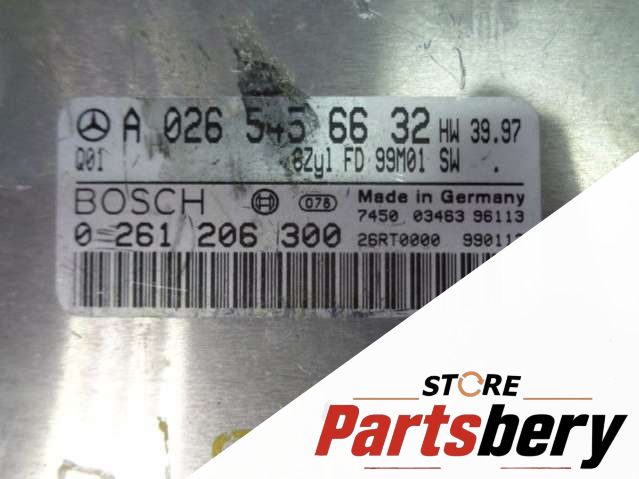 A 026 545 66 32 HW 39.97
Q01 8Zyl FD 99M01 SW .
BOSCH 078 Made in Germany
7450 03463 96113
0 261 206 300 26RT0000
STORE
Partsbery